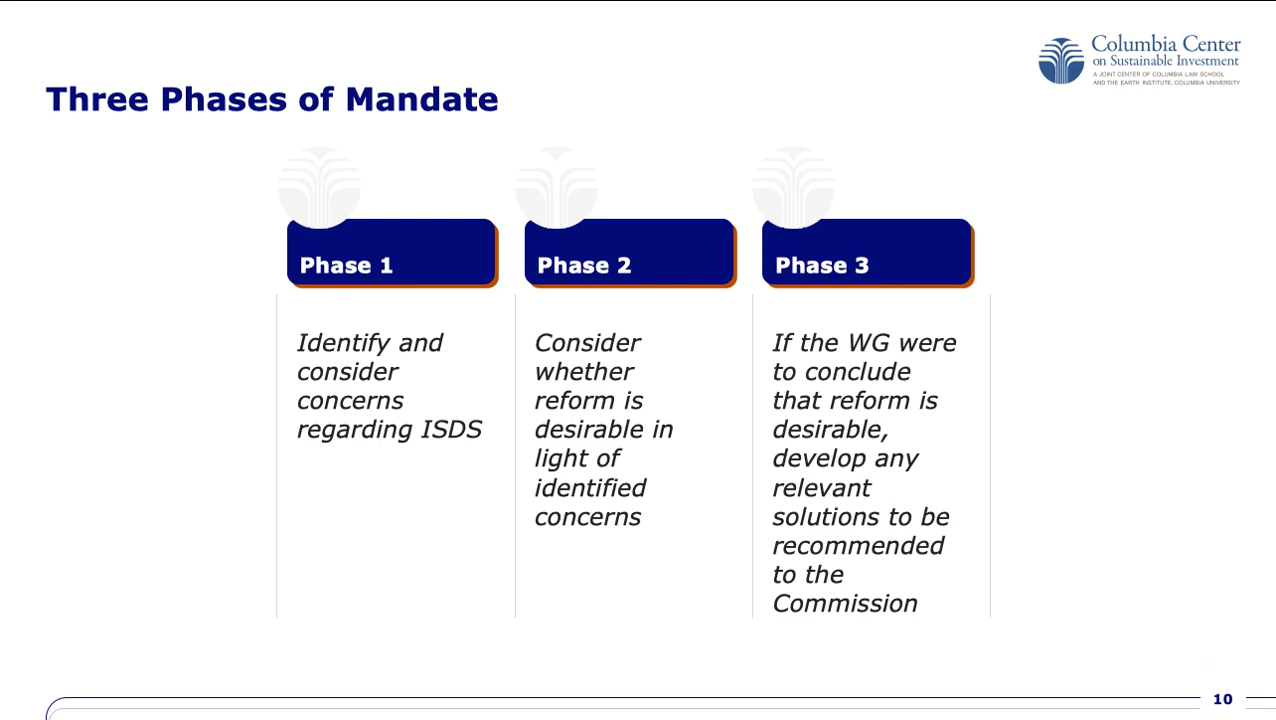 Columbia Center
on Sustainable Investment
A JOINT CENTER OF COLUMBIA LAW SCHOOL
AND THE EARTH INSTITUTE, COLUMBIA UNIVERSITY
Three Phases of Mandate
Phase 1
Identify and
consider
concerns
regarding ISDS
Phase 2
Consider
whether
reform is
desirable in
light of
identified
concerns
Phase 3
If the WG were
to conclude
that reform is
desirable,
develop any
relevant
solutions to be
recommended
to the
Commission
10